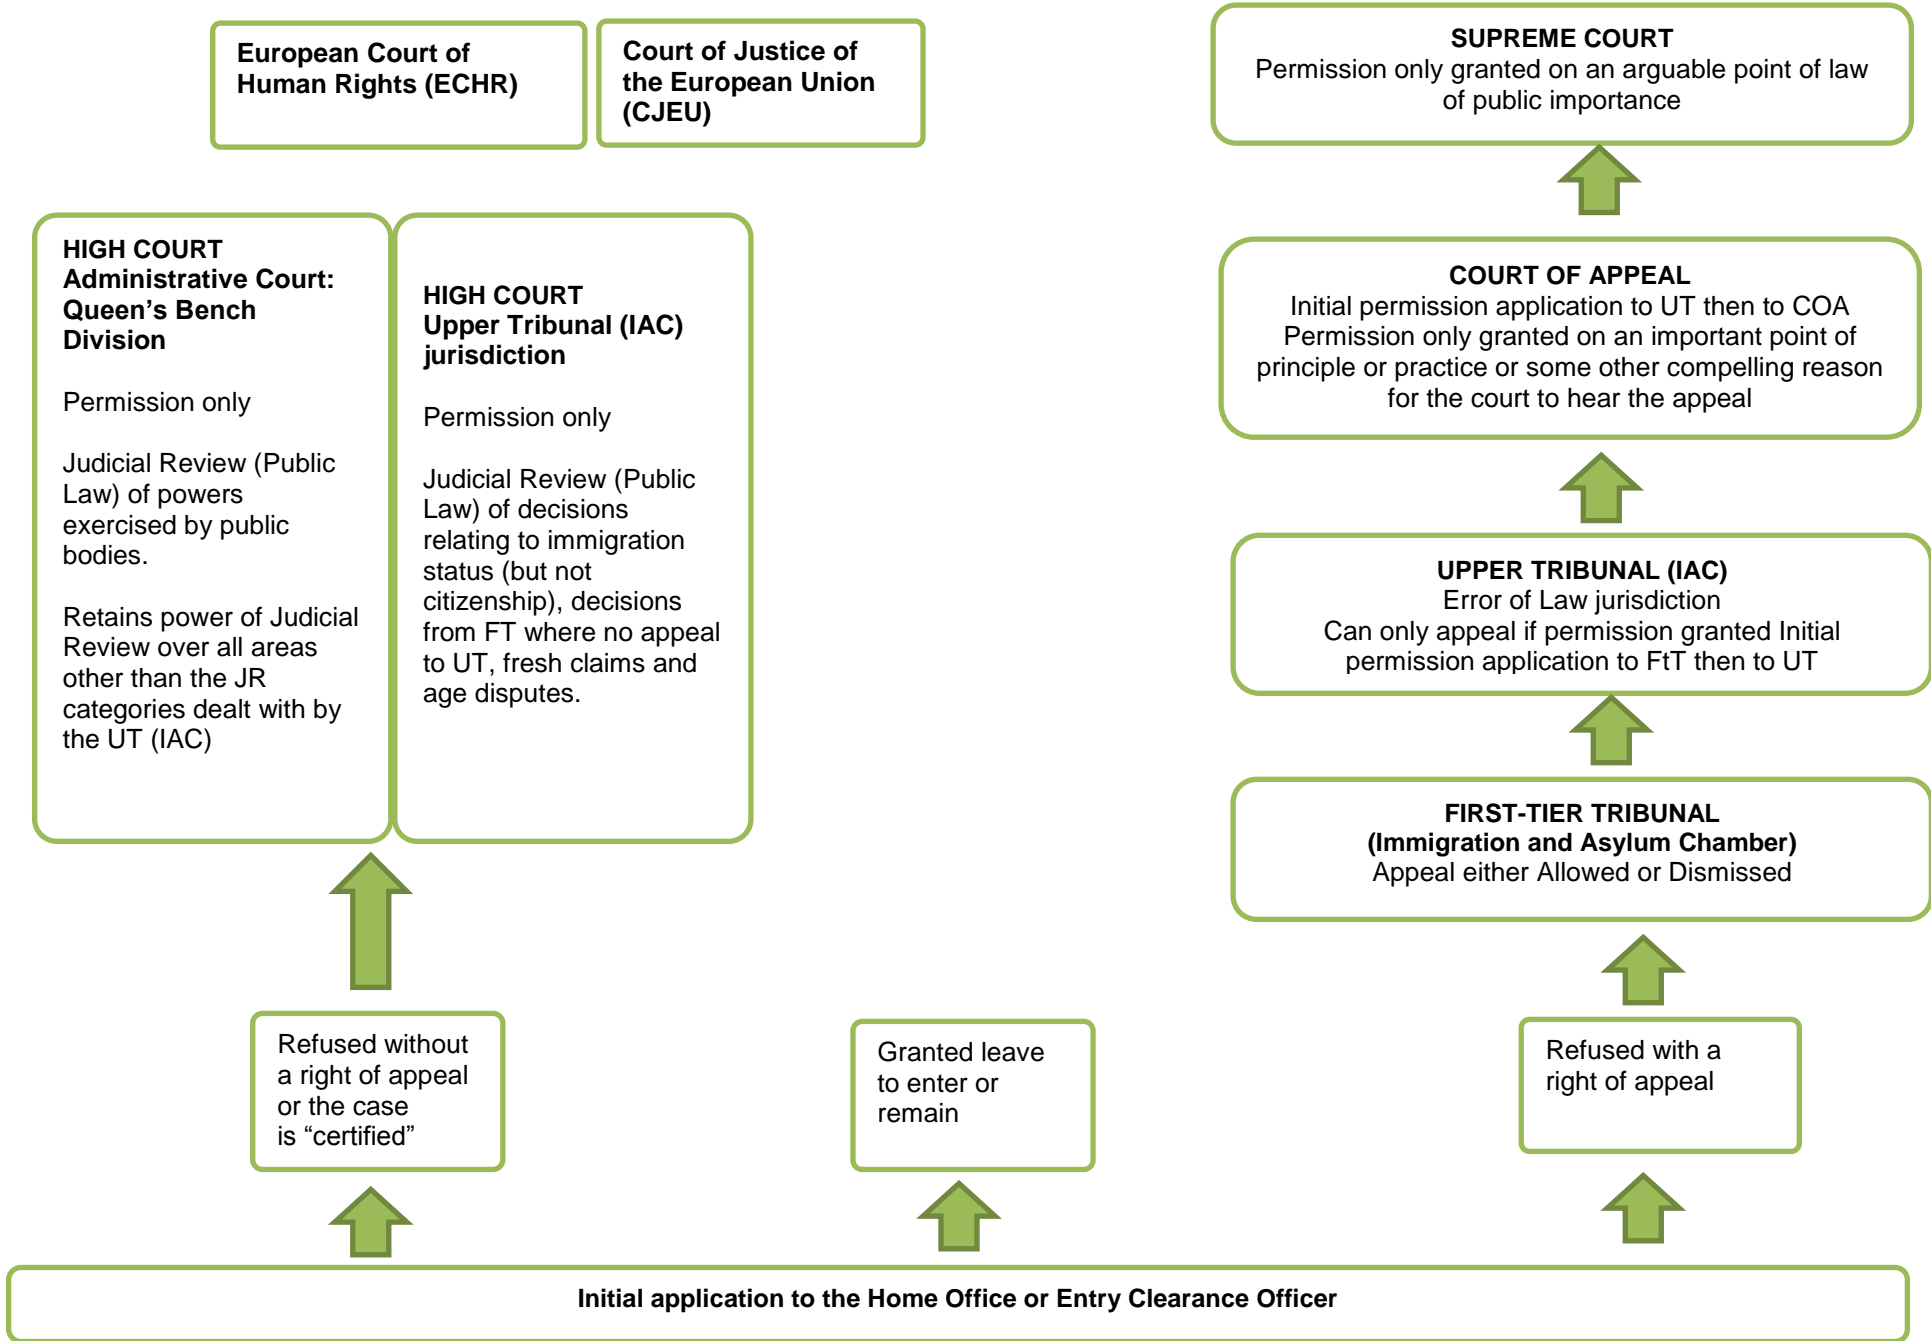 European Court of
Human Rights (ECHR)
Court of Justice of
the European Union
(CJEU)
SUPREME COURT
Permission only granted on an arguable point of law
of public importance
HIGH COURT
Administrative Court:
Queen’s Bench
Division
Permission only
Judicial Review (Public
Law) of powers
exercised by public
bodies.
Retains power of Judicial
Review over all areas
other than the JR
categories dealt with by
the UT (IAC)
HIGH COURT
Upper Tribunal (IAC)
jurisdiction
Permission only
Judicial Review (Public
Law) of decisions
relating to immigration
status (but not
citizenship), decisions
from FT where no appeal
to UT, fresh claims and
age disputes.
COURT OF APPEAL
Initial permission application to UT then to COA
Permission only granted on an important point of
principle or practice or some other compelling reason
for the court to hear the appeal
UPPER TRIBUNAL (IAC)
Error of Law jurisdiction
Can only appeal if permission granted Initial
permission application to FtT then to UT
FIRST-TIER TRIBUNAL
(Immigration and Asylum Chamber)
Appeal either Allowed or Dismissed
Refused without
a right of appeal
or the case
is “certified”
Granted leave
to enter or
remain
Refused with a
right of appeal
Initial application to the Home Office or Entry Clearance Officer